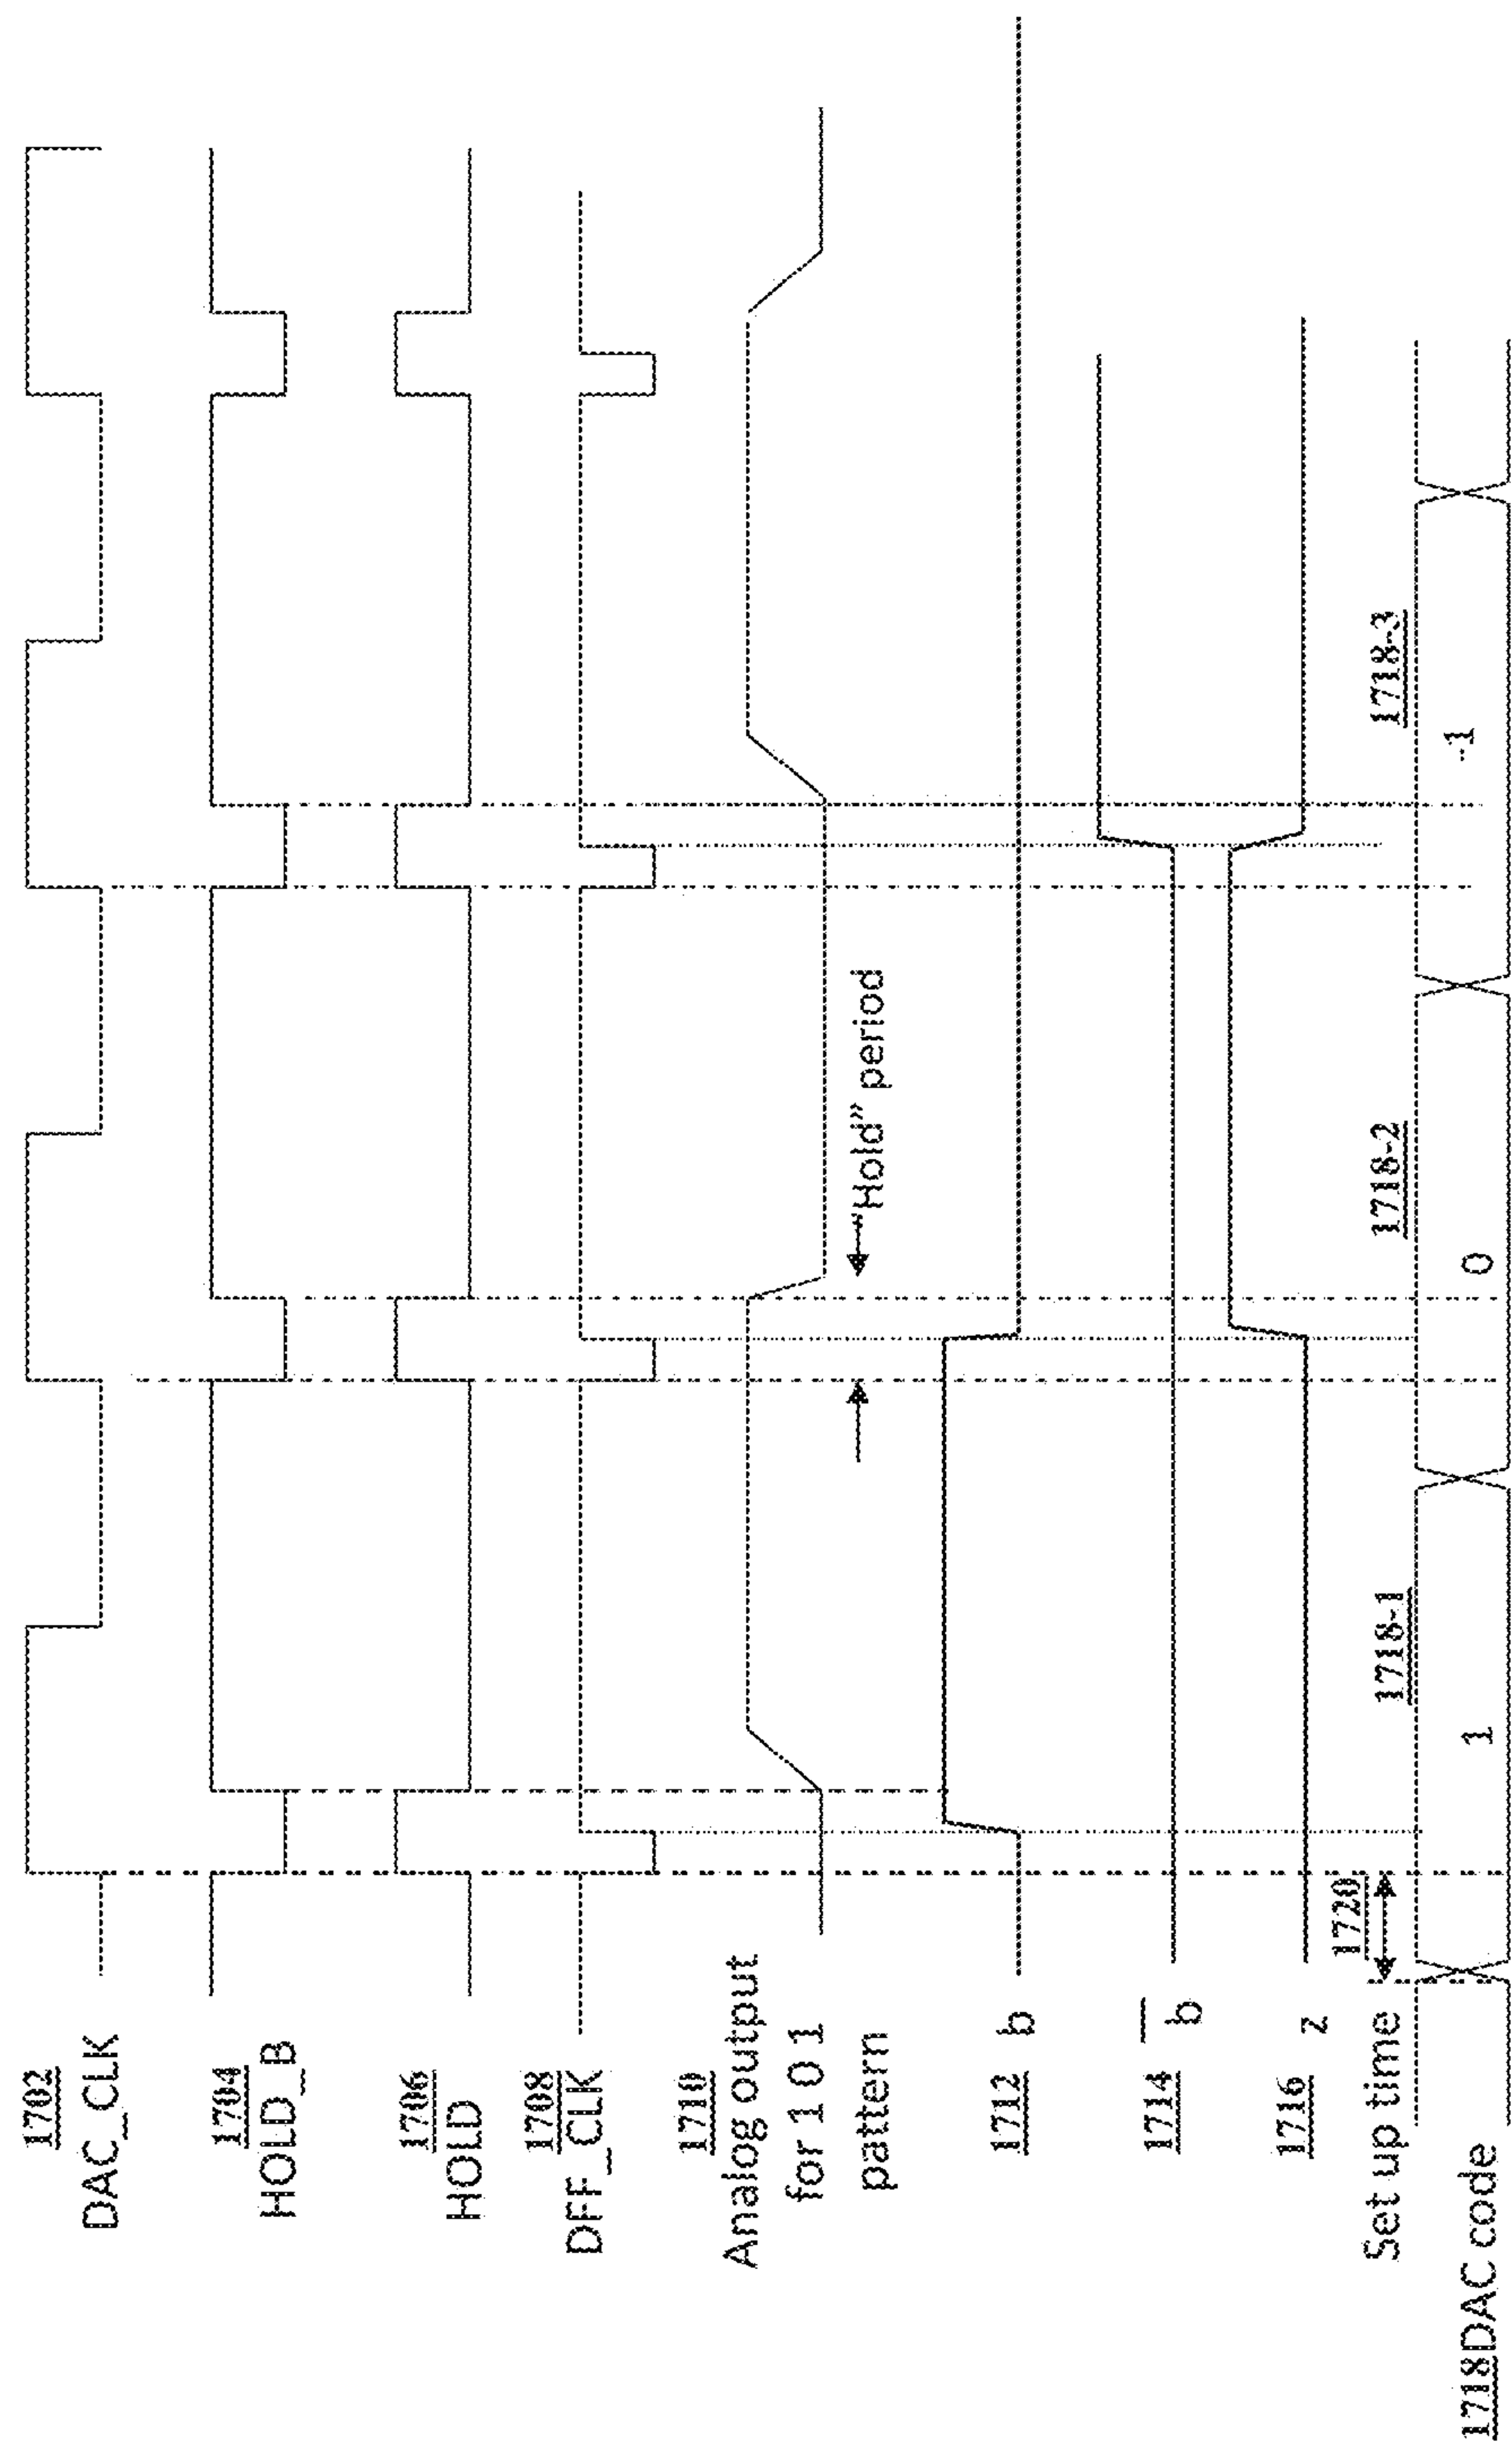 1702
DAC_CLK
1704
HOLD_B
1706
HOLD
1708
DFF_CLK
1710
Analog output
for 1 0 1
pattern
"Hold" period
1712 b
1714 b
1716 z
Set up time 1720
1718-1 1718-2 1718-3
1718DAC code 1 0 -1